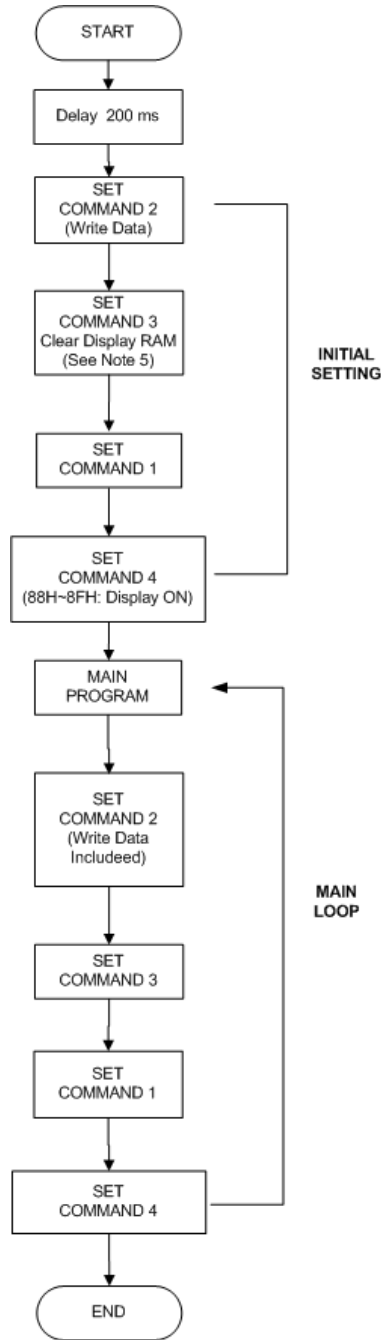 START
Delay 200 ms
SET
COMMAND 2
(Write Data)
SET
COMMAND 3
Clear Display RAM
(See Note 5)
INITIAL
SETTING
SET
COMMAND 1
SET
COMMAND 4
(88H~8FH: Display ON)
MAIN
PROGRAM
SET
COMMAND 2
(Write Data
Includeed)
MAIN
LOOP
SET
COMMAND 3
SET
COMMAND 1
SET
COMMAND 4
END